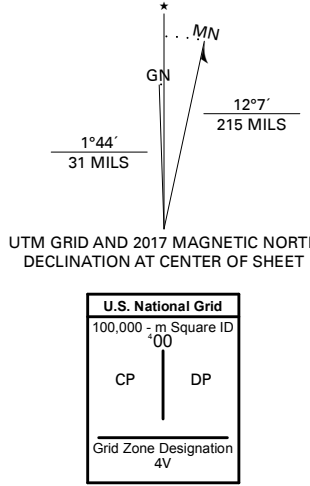 ★
MN
GN
1°44´
31 MILS
12°7´
215 MILS
UTM GRID AND 2017 MAGNETIC NORTH
DECLINATION AT CENTER OF SHEET
U.S. National Grid
100,000 - m Square ID
⁴00
CP DP
Grid Zone Designation
4V